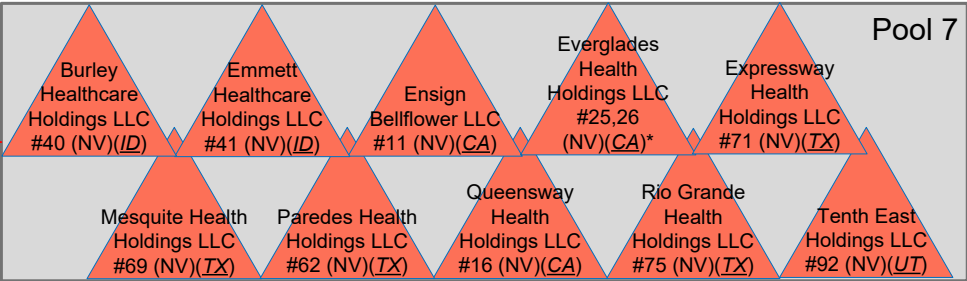 Pool 7
Burley
Healthcare
Holdings LLC
#40 (NV)(ID)
Emmett
Healthcare
Holdings LLC
#41 (NV)(ID)
Ensign
Bellflower LLC
#11 (NV)(CA)
Everglades
Health
Holdings LLC
#25,26
(NV)(CA)*
Expressway
Health
Holdings LLC
#71 (NV)(TX)
Mesquite Health
Holdings LLC
#69 (NV)(TX)
Paredes Health
Holdings LLC
#62 (NV)(TX)
Queensway
Health
Holdings LLC
#16 (NV)(CA)
Rio Grande
Health
Holdings LLC
#75 (NV)(TX)
Tenth East
Holdings LLC
#92 (NV)(UT)